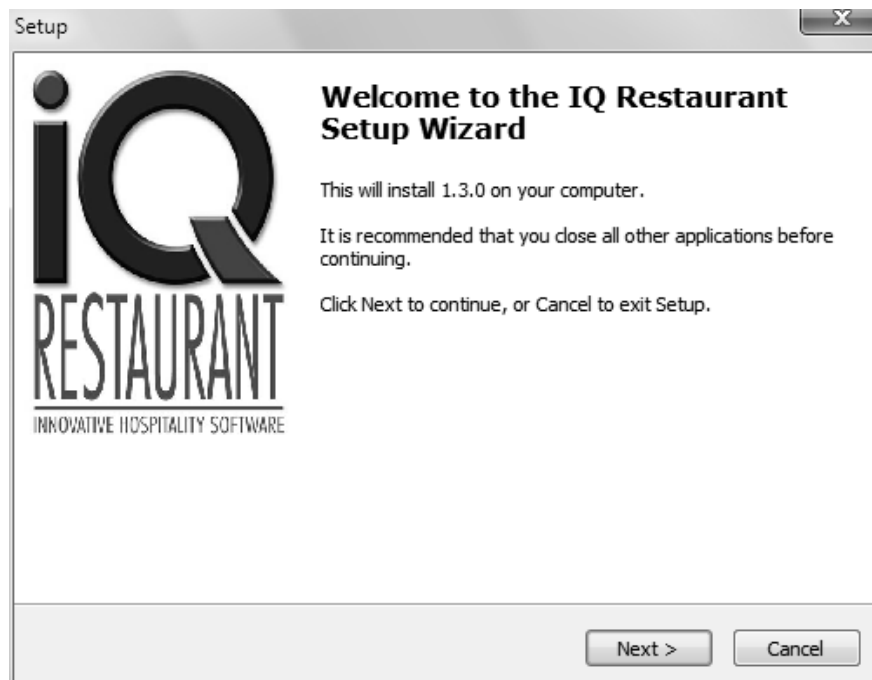 Setup
X
iQ
RESTAURANT
INNOVATIVE HOSPITALITY SOFTWARE
Welcome to the IQ Restaurant
Setup Wizard
This will install 1.3.0 on your computer.
It is recommended that you close all other applications before
continuing.
Click Next to continue, or Cancel to exit Setup.
Next >
Cancel